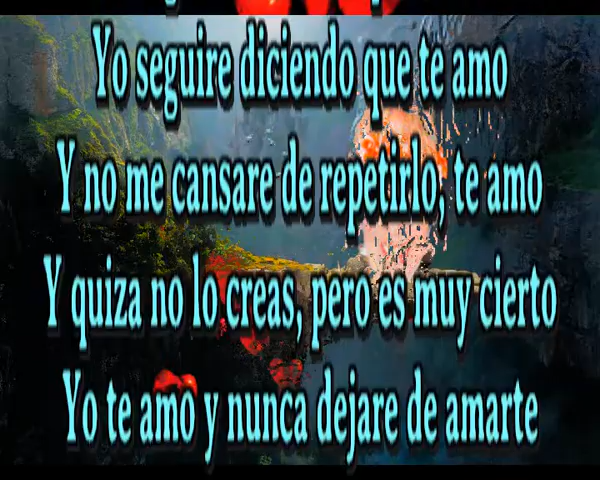 Yo seguire diciendo que te amo
Y no me cansare de repetirlo, te amo
Y quiza no lo creas, pero es muy cierto
Yo te amo y nunca dejare de amarte